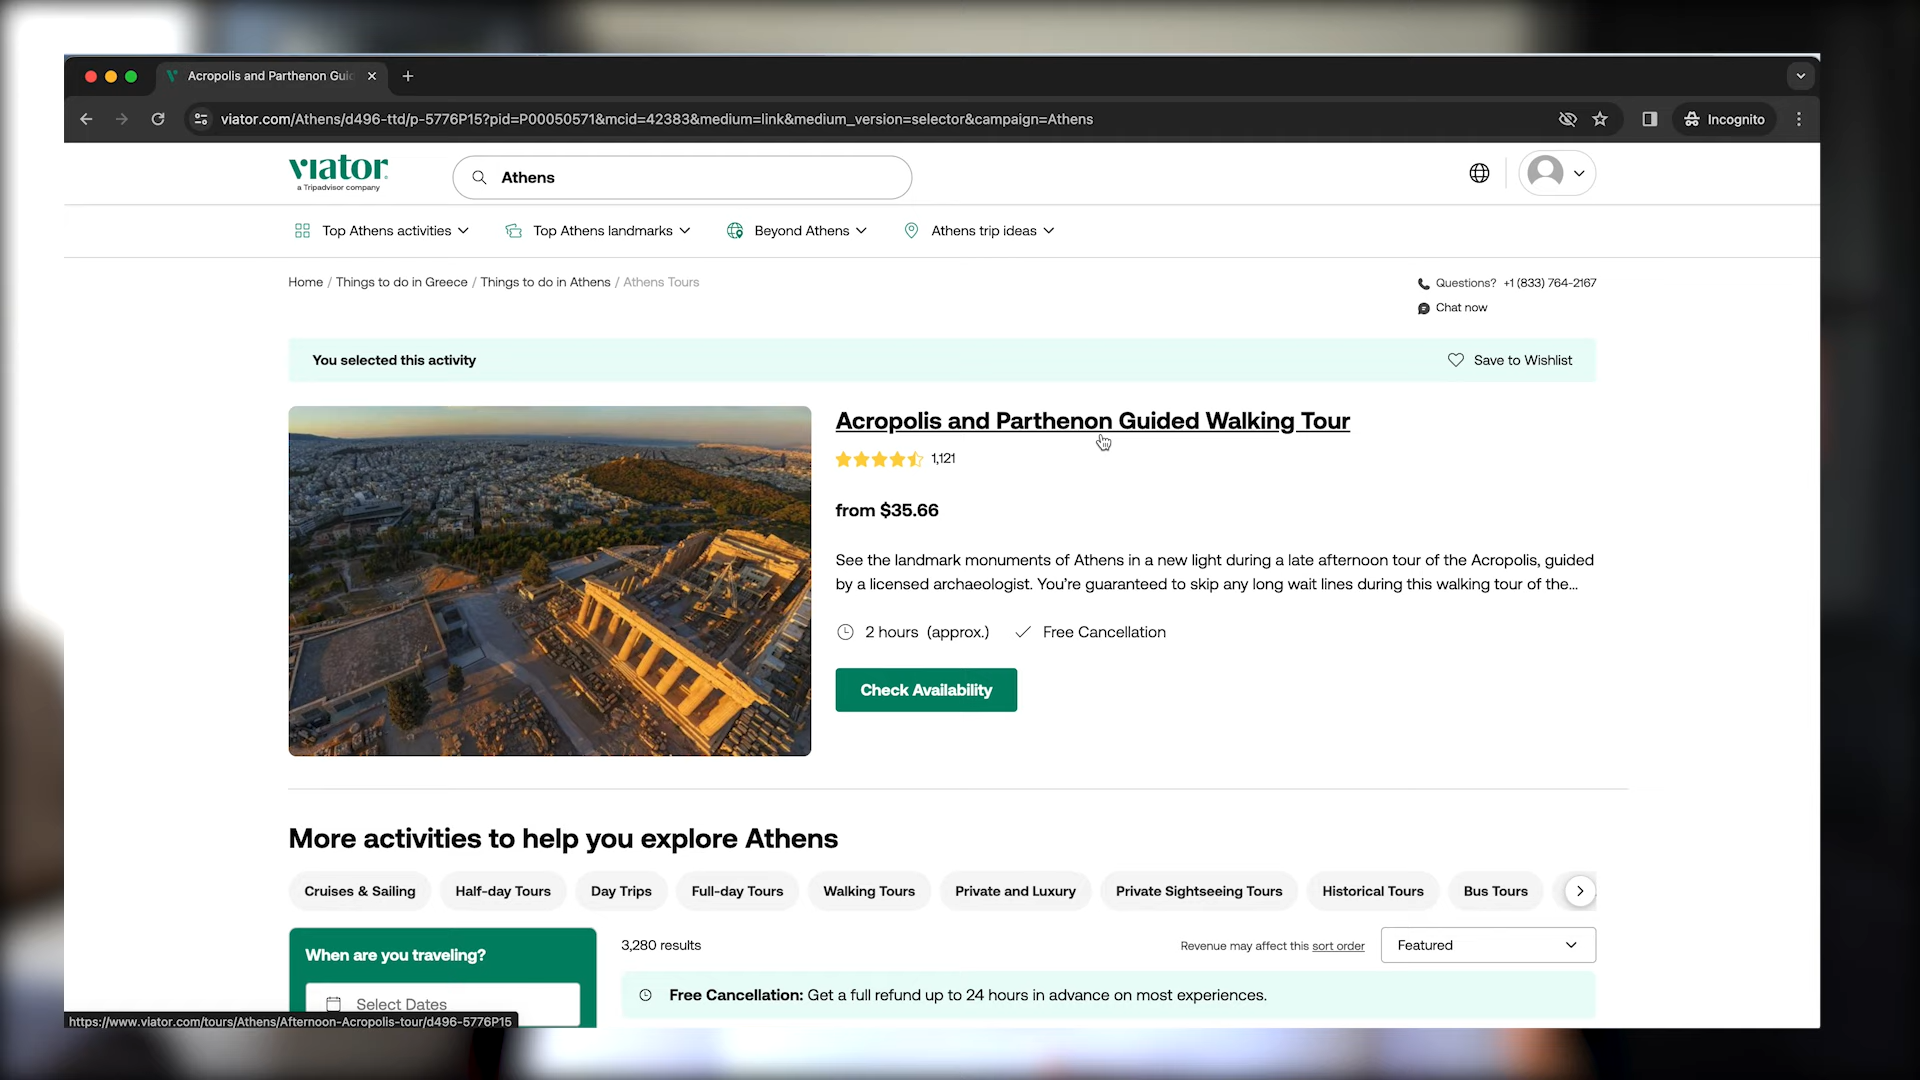 Acropolis and Parthenon Gui
viator.com/Athens/d496-ttd/p-5776P15?pid=P00050571&mcid=42383&medium=link&medium_version=selector&campaign=Athens
Incognito
viator
a Tripadvisor company
Athens
Top Athens activities
Top Athens landmarks
Beyond Athens
Athens trip ideas
Home / Things to do in Greece / Things to do in Athens / Athens Tours
Questions? +1 (833) 764-2167
Chat now
You selected this activity
Save to Wishlist
Acropolis and Parthenon Guided Walking Tour
1,121
from $35.66
See the landmark monuments of Athens in a new light during a late afternoon tour of the Acropolis, guided
by a licensed archaeologist. You’re guaranteed to skip any long wait lines during this walking tour of the...
2 hours (approx.)
Free Cancellation
Check Availability
More activities to help you explore Athens
Cruises & Sailing
Half-day Tours
Day Trips
Full-day Tours
Walking Tours
Private and Luxury
Private Sightseeing Tours
Historical Tours
Bus Tours
When are you traveling?
Select Dates
3,280 results
Revenue may affect this sort order
Featured
Free Cancellation: Get a full refund up to 24 hours in advance on most experiences.
https://www.viator.com/tours/Athens/Afternoon-Acropolis-tour/d496-5776P15